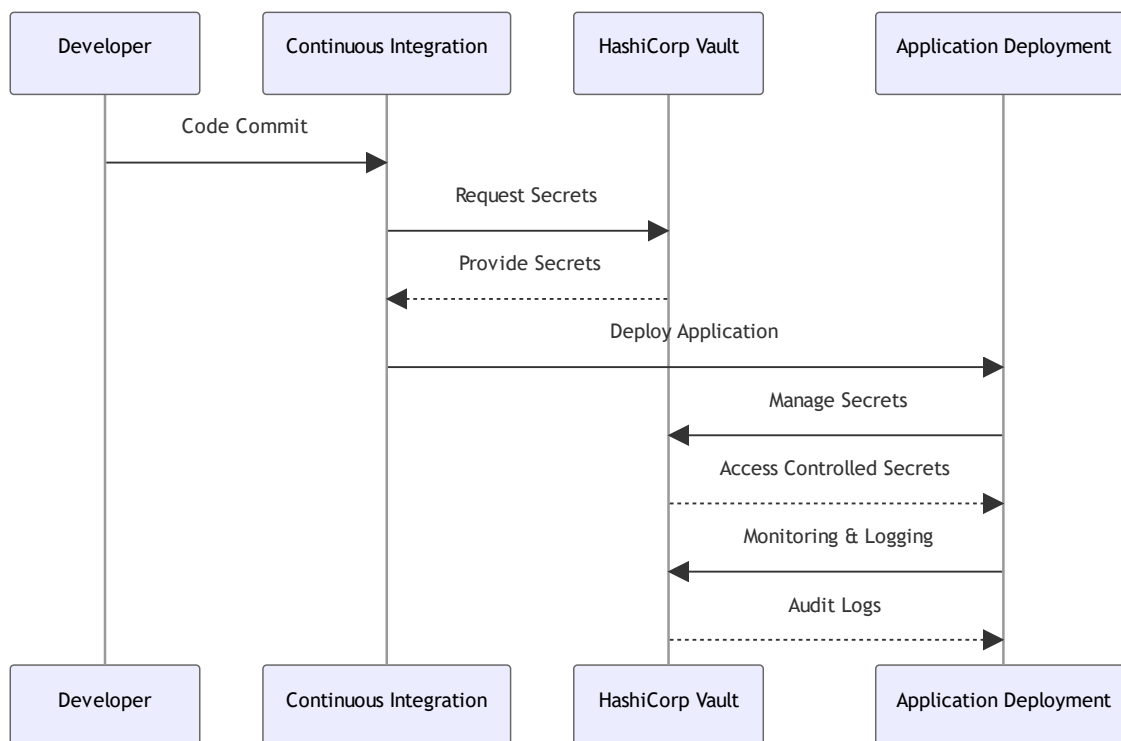 Developer
Continuous Integration
HashiCorp Vault
Application Deployment
Code Commit
Request Secrets
Provide Secrets
Deploy Application
Manage Secrets
Access Controlled Secrets
Monitoring & Logging
Audit Logs
Developer
Continuous Integration
HashiCorp Vault
Application Deployment